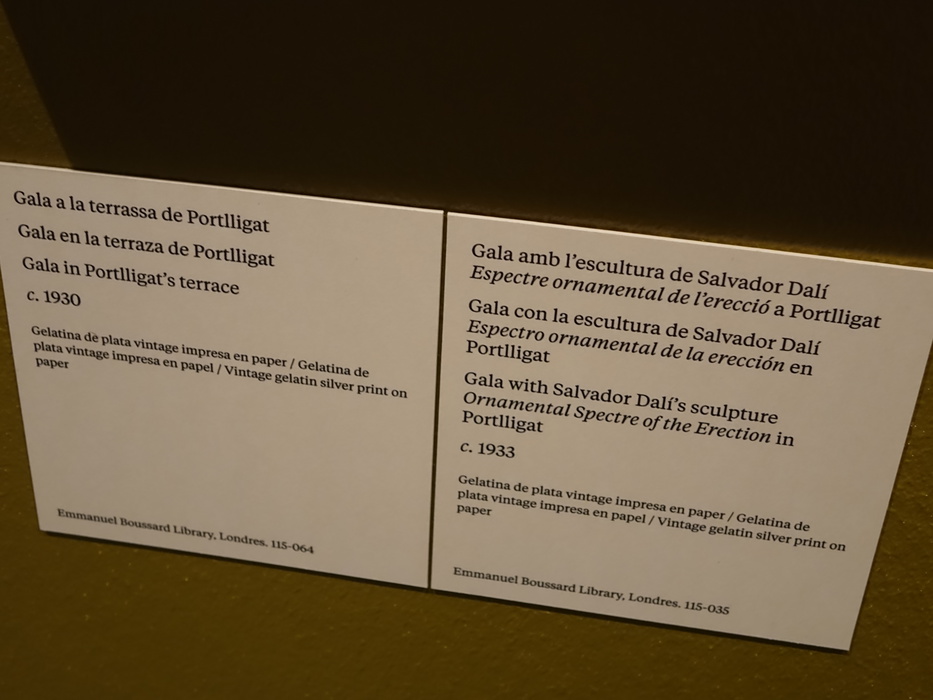 Gala a la terrassa de Portlligat
Gala en la terraza de Portlligat
Gala in Portlligat's terrace
c. 1930
Gelatina de plata vintage impresa en paper / Gelatina de
plata vintage impresa en papel / Vintage gelatin silver print on
paper
Emmanuel Boussard Library, Londres. 115-064
Gala amb l'escultura de Salvador Dalí
Espectre ornamental de l'erecció a Portlligat
Gala con la escultura de Salvador Dalí
Espectro ornamental de la erección en
Portlligat
Gala with Salvador Dalí's sculpture
Ornamental Spectre of the Erection in
Portlligat
c. 1933
Gelatina de plata vintage impresa en paper / Gelatina de
plata vintage impresa en papel / Vintage gelatin silver print on
paper
Emmanuel Boussard Library, Londres. 115-035